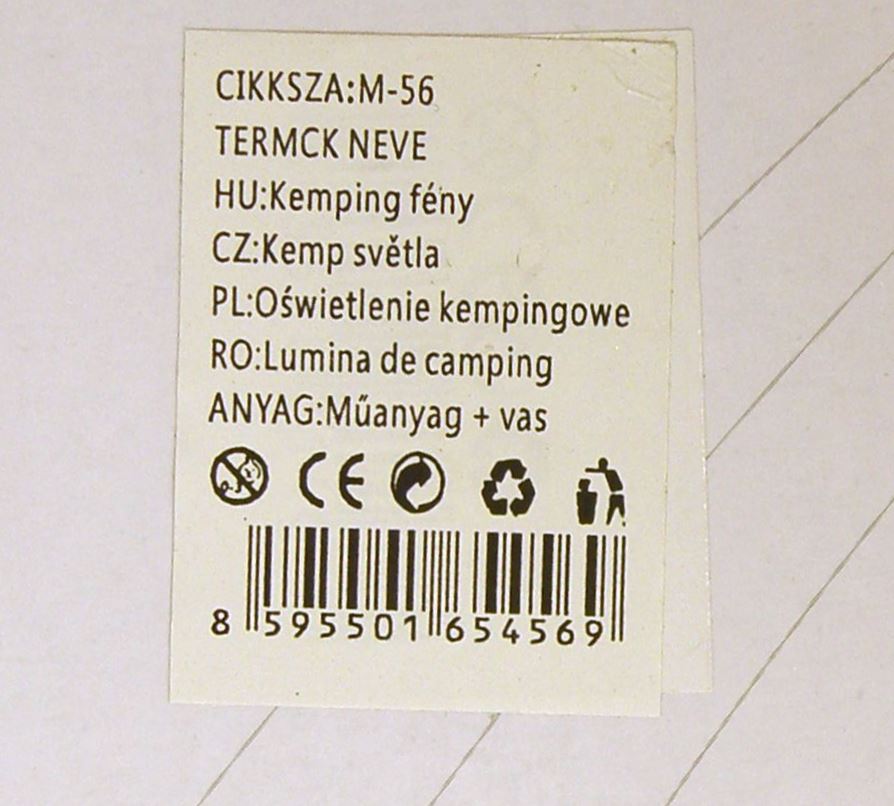 CIKKSZA:M-56
TERMCK NEVE
HU:Kemping fény
CZ:Kemp světla
PL:Oświetlenie kempingowe
RO:Lumina de camping
ANYAG:Műanyag + vas
CE
8 595501 654569